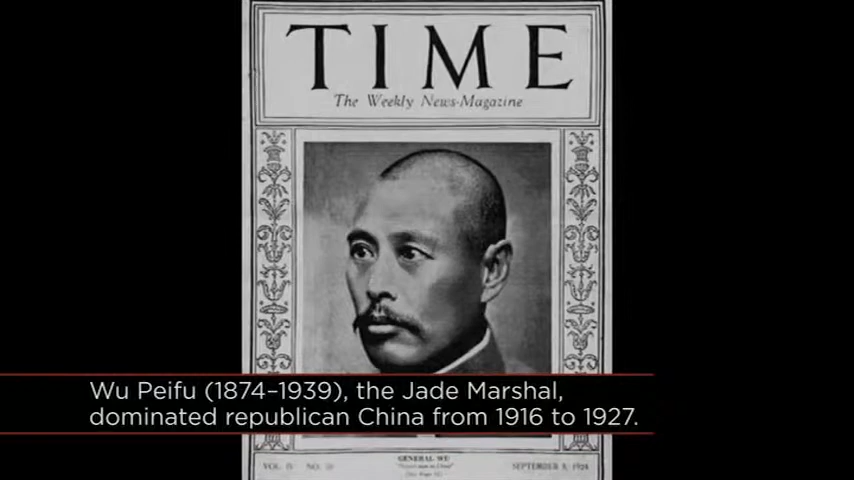 TIME
The Weekly News-Magazine
Wu Peifu (1874–1939), the Jade Marshal,
dominated republican China from 1916 to 1927.
GENERAL WU
VOL. IV NO. 10 SEPTEMBER 8, 1924